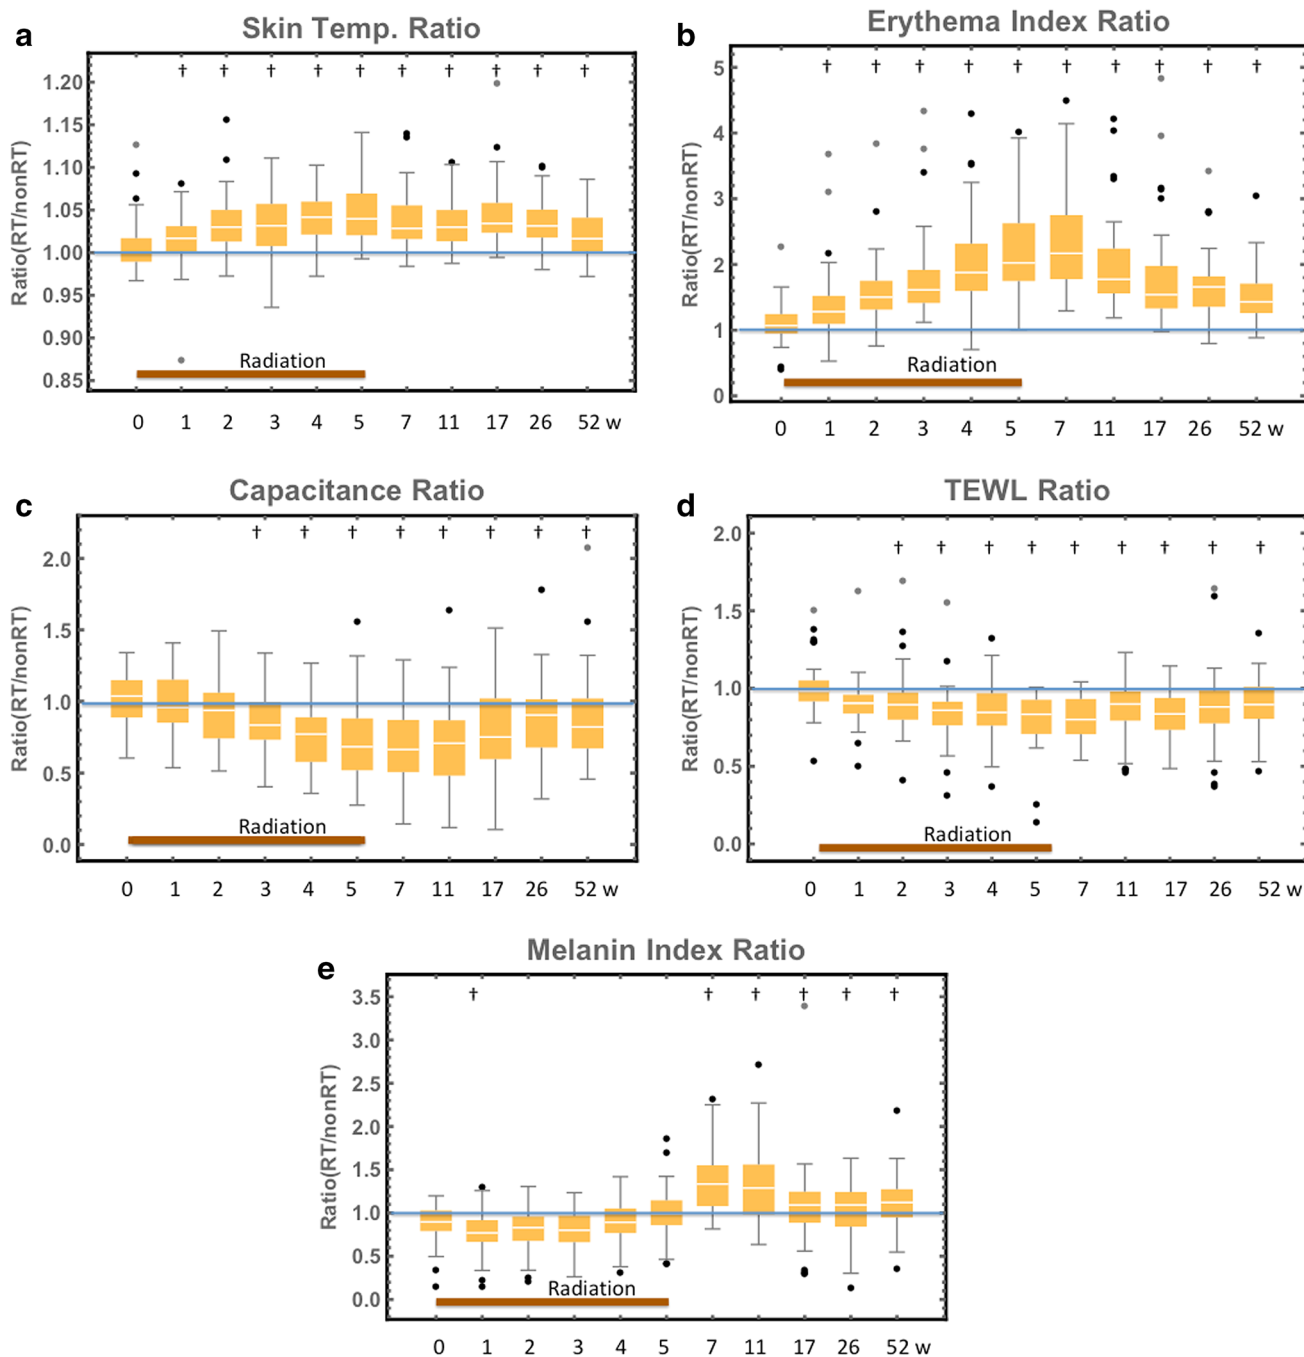 a
Skin Temp. Ratio
Ratio(RT/nonRT)
† † † † † † † † † †
1.20
1.15
1.10
1.05
1.00
0.95
0.90
0.85
Radiation
0 1 2 3 4 5 7 11 17 26 52 w
b
Erythema Index Ratio
Ratio(RT/nonRT)
† † † † † † † † † †
5
4
3
2
1
0
Radiation
0 1 2 3 4 5 7 11 17 26 52 w
c
Capacitance Ratio
Ratio(RT/nonRT)
† † † † † † † †
2.0
1.5
1.0
0.5
0.0
Radiation
0 1 2 3 4 5 7 11 17 26 52 w
d
TEWL Ratio
Ratio(RT/nonRT)
2.0
† † † † † † † † †
1.5
1.0
0.5
0.0
Radiation
0 1 2 3 4 5 7 11 17 26 52 w
e
Melanin Index Ratio
Ratio(RT/nonRT)
† † † † † †
3.5
3.0
2.5
2.0
1.5
1.0
0.5
0.0
Radiation
0 1 2 3 4 5 7 11 17 26 52 w